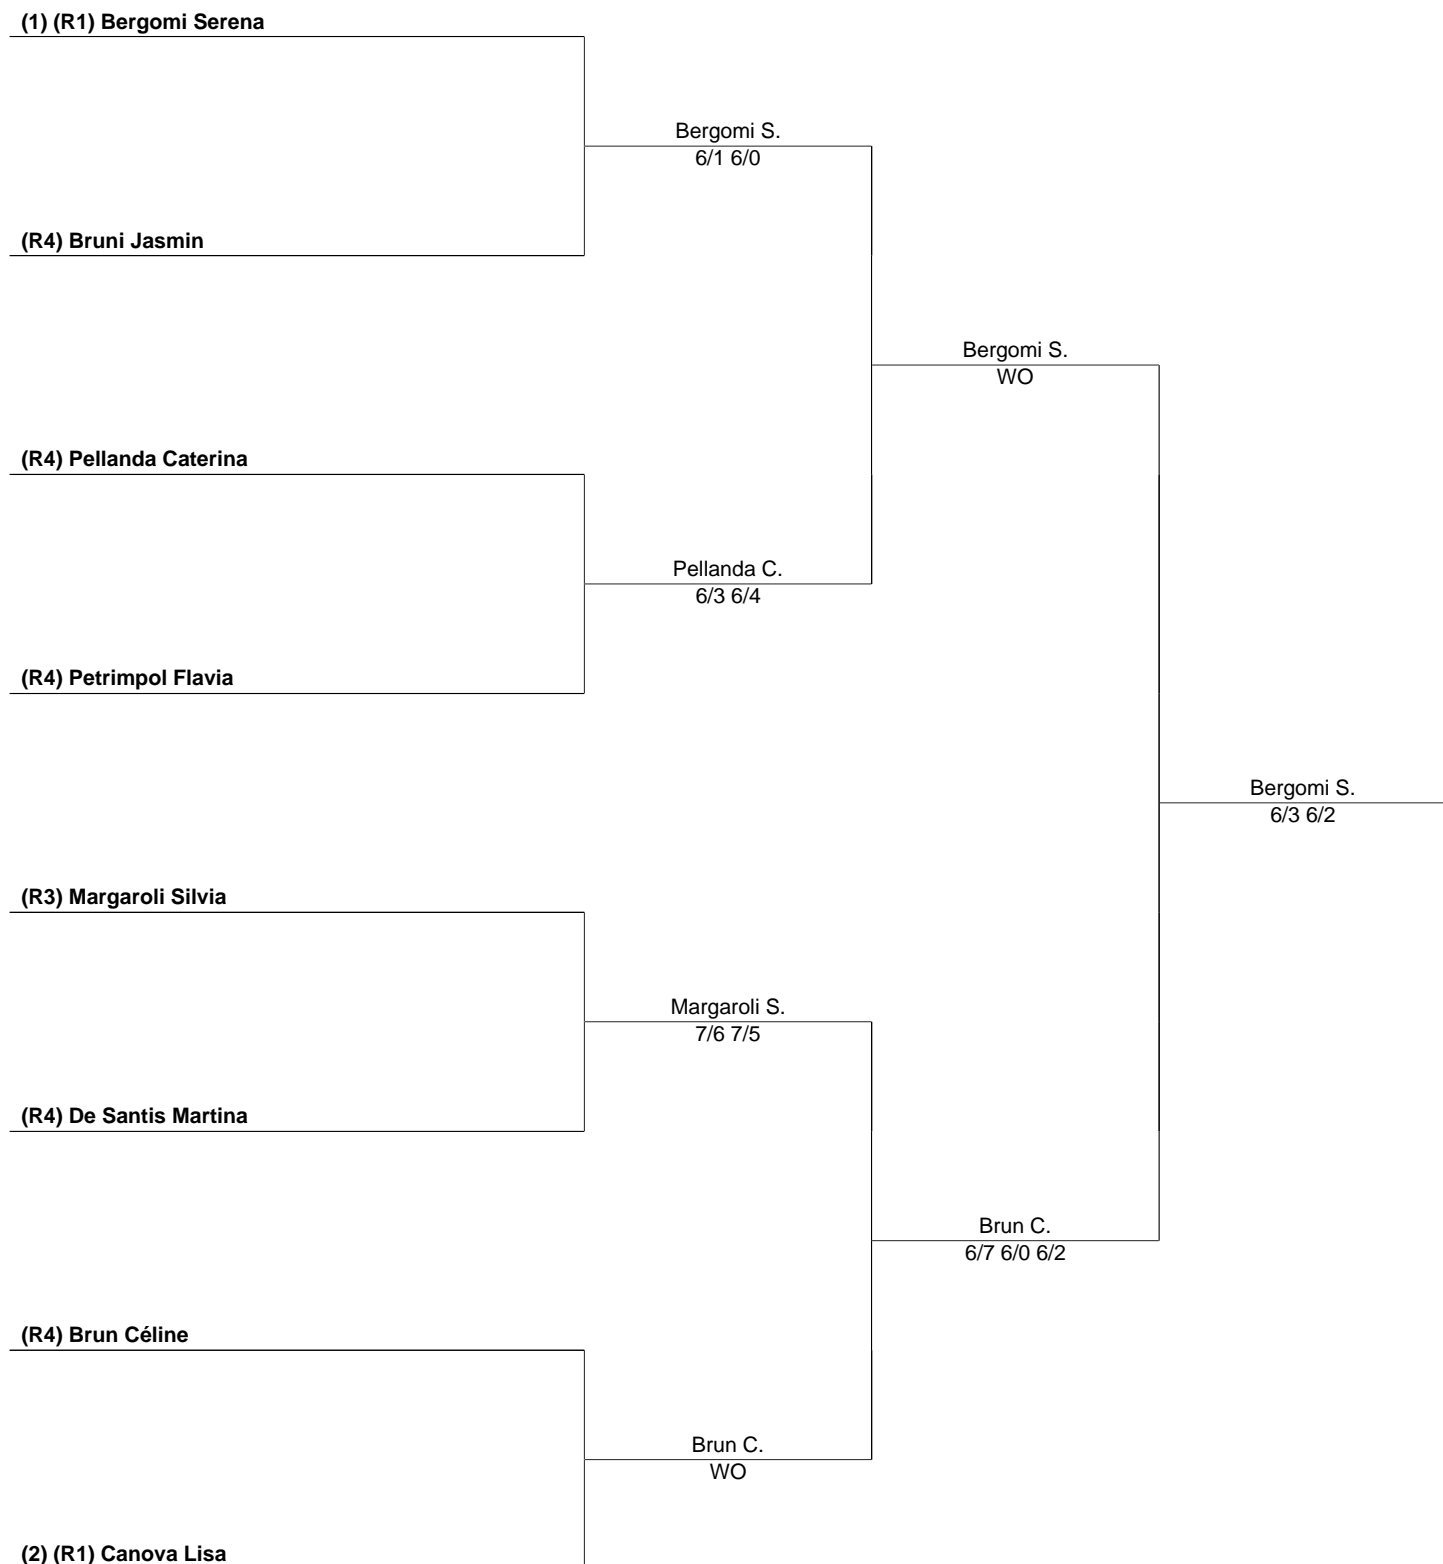 (1) (R1) Bergomi Serena
Bergomi S.
6/1 6/0
(R4) Bruni Jasmin
Bergomi S.
WO
(R4) Pellanda Caterina
Pellanda C.
6/3 6/4
(R4) Petrimpol Flavia
Bergomi S.
6/3 6/2
(R3) Margaroli Silvia
Margaroli S.
7/6 7/5
(R4) De Santis Martina
Brun C.
6/7 6/0 6/2
(R4) Brun Céline
Brun C.
WO
(2) (R1) Canova Lisa